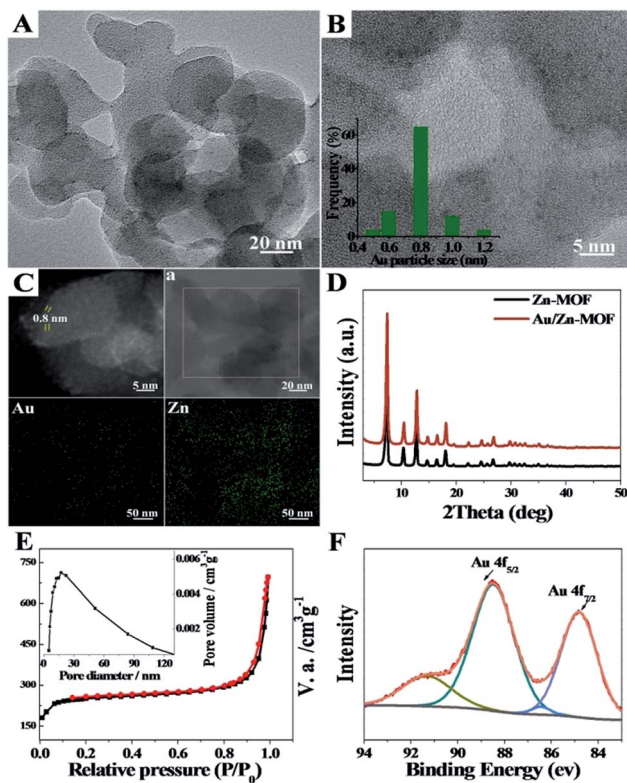 A
20 nm
B
Frequency (%)
60
40
20
0
0.4 0.6 0.8 1.0 1.2
Au particle size (nm)
5 nm
C
0.8 nm
5 nm
a
20 nm
Au
50 nm
Zn
50 nm
D
Zn-MOF
Au/Zn-MOF
Intensity (a.u.)
10 20 30 40 50
2Theta (deg)
E
750
600
450
300
150
0.006
0.004
0.002
0.000
Pore volume / cm³g⁻¹
0 30 60 90 120
Pore diameter / nm
V. a. /cm³g⁻¹
0.0 0.2 0.4 0.6 0.8 1.0
Relative pressure (P/P₀)
F
Au 4f₅/₂
Au 4f₇/₂
Intensity
94 92 90 88 86 84
Binding Energy (ev)